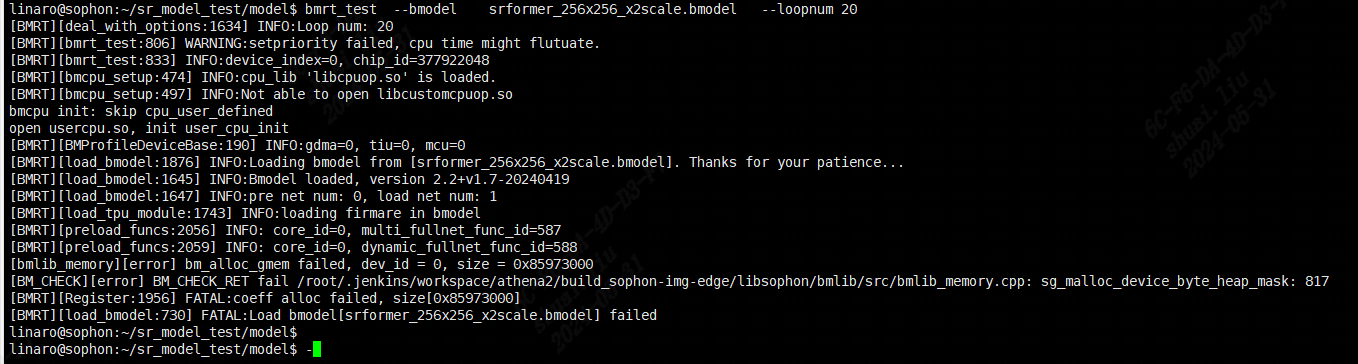 linaro@sophon:~/sr_model_test/model$ bmrt_test --bmodel srformer_256x256_x2scale.bmodel --loopnum 20
[BMRT][deal_with_options:1634] INFO:Loop num: 20
[BMRT][bmrt_test:806] WARNING:setpriority failed, cpu time might flutuate.
[BMRT][bmrt_test:833] INFO:device_index=0, chip_id=377922048
[BMRT][bmcpu_setup:474] INFO:cpu_lib 'libcpuop.so' is loaded.
[BMRT][bmcpu_setup:497] INFO:Not able to open libcustomcpuop.so
bmcpu init: skip cpu_user_defined
open usercpu.so, init user_cpu_init
[BMRT][BMProfileDeviceBase:190] INFO:gdma=0, tiu=0, mcu=0
[BMRT][load_bmodel:1876] INFO:Loading bmodel from [srformer_256x256_x2scale.bmodel]. Thanks for your patience...
[BMRT][load_bmodel:1645] INFO:Bmodel loaded, version 2.2+v1.7-20240419
[BMRT][load_bmodel:1647] INFO:pre net num: 0, load net num: 1
[BMRT][load_tpu_module:1743] INFO:loading firmare in bmodel
[BMRT][preload_funcs:2056] INFO: core_id=0, multi_fullnet_func_id=587
[BMRT][preload_funcs:2059] INFO: core_id=0, dynamic_fullnet_func_id=588
[bmlib_memory][error] bm_alloc_gmem failed, dev_id = 0, size = 0x85973000
[BM_CHECK][error] BM_CHECK_RET fail /root/.jenkins/workspace/athena2/build_sophon-img-edge/libsophon/bmlib/src/bmlib_memory.cpp: sg_malloc_device_byte_heap_mask: 817
[BMRT][Register:1956] FATAL:coeff alloc failed, size[0x85973000]
[BMRT][load_bmodel:730] FATAL:Load bmodel[srformer_256x256_x2scale.bmodel] failed
linaro@sophon:~/sr_model_test/model$
linaro@sophon:~/sr_model_test/model$ -
shuai.liu
2024-05-31